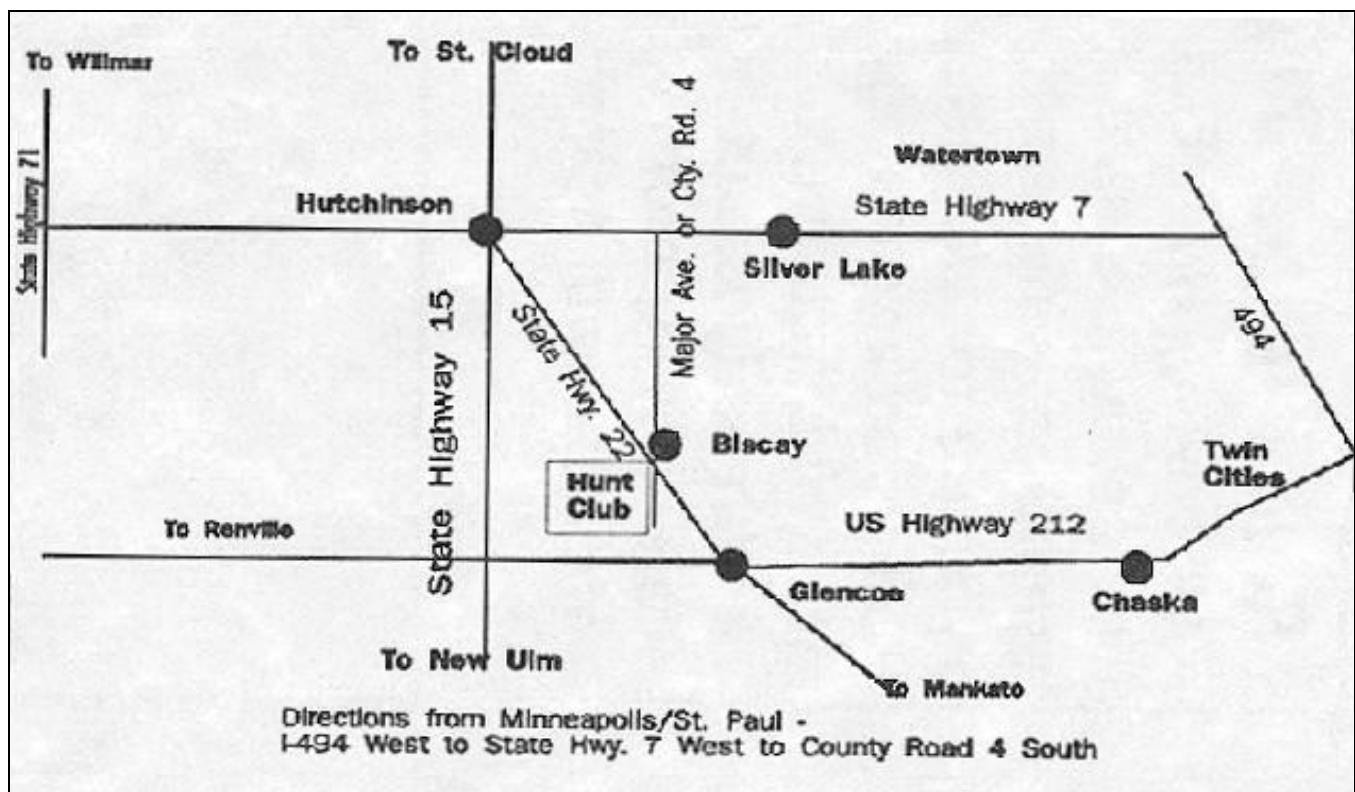 To Willmar
To St. Cloud
State Highway 71
Major Ave. or Cty. Rd. 4
Watertown
Hutchinson
State Highway 7
Silver Lake
State Highway 15
State Hwy. 22
494
Biscay
Twin
Cities
Hunt
Club
To Renville
US Highway 212
Glencoe
Chaska
To New Ulm
To Mankato
Directions from Minneapolis/St. Paul -
I-494 West to State Hwy. 7 West to County Road 4 South